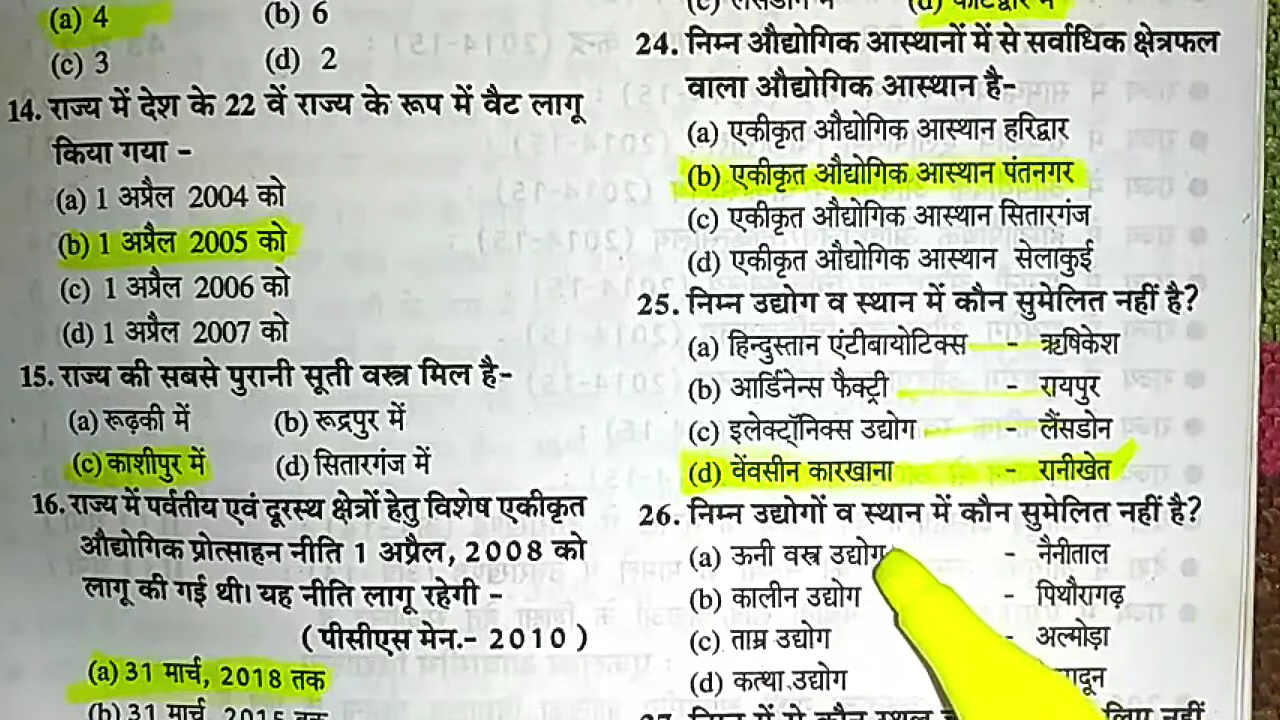 (a) 4
(b) 6
(c) 3
(d) 2
14. राज्य में देश के 22 वें राज्य के रूप में वैट लागू
किया गया -
(a) 1 अप्रैल 2004 को
(b) 1 अप्रैल 2005 को
(c) 1 अप्रैल 2006 को
(d) 1 अप्रैल 2007 को
15. राज्य की सबसे पुरानी सूती वस्त्र मिल है-
(a) रूढ़की में
(b) रूद्रपुर में
(c) काशीपुर में
(d) सितारगंज में
16. राज्य में पर्वतीय एवं दूरस्थ क्षेत्रों हेतु विशेष एकीकृत
औद्योगिक प्रोत्साहन नीति 1 अप्रैल, 2008 को
लागू की गई थी। यह नीति लागू रहेगी -
(पीसीएस मेन.- 2010)
(a) 31 मार्च, 2018 तक
(b) 31 मार्च 2015 तक
24. निम्न औद्योगिक आस्थानों में से सर्वाधिक क्षेत्रफल
वाला औद्योगिक आस्थान है-
(a) एकीकृत औद्योगिक आस्थान हरिद्वार
(b) एकीकृत औद्योगिक आस्थान पंतनगर
(c) एकीकृत औद्योगिक आस्थान सितारगंज
(d) एकीकृत औद्योगिक आस्थान सेलाकुई
25. निम्न उद्योग व स्थान में कौन सुमेलित नहीं है?
(a) हिन्दुस्तान एंटीबायोटिक्स - ऋषिकेश
(b) आर्डिनेन्स फैक्ट्री - रायपुर
(c) इलेक्ट्रॉनिक्स उद्योग - लैंसडोन
(d) वेंवसीन कारखाना - रानीखेत
26. निम्न उद्योगों व स्थान में कौन सुमेलित नहीं है?
(a) ऊनी वस्त्र उद्योग - नैनीताल
(b) कालीन उद्योग - पिथौरागढ़
(c) ताम्र उद्योग - अल्मोड़ा
(d) कत्था उद्योग